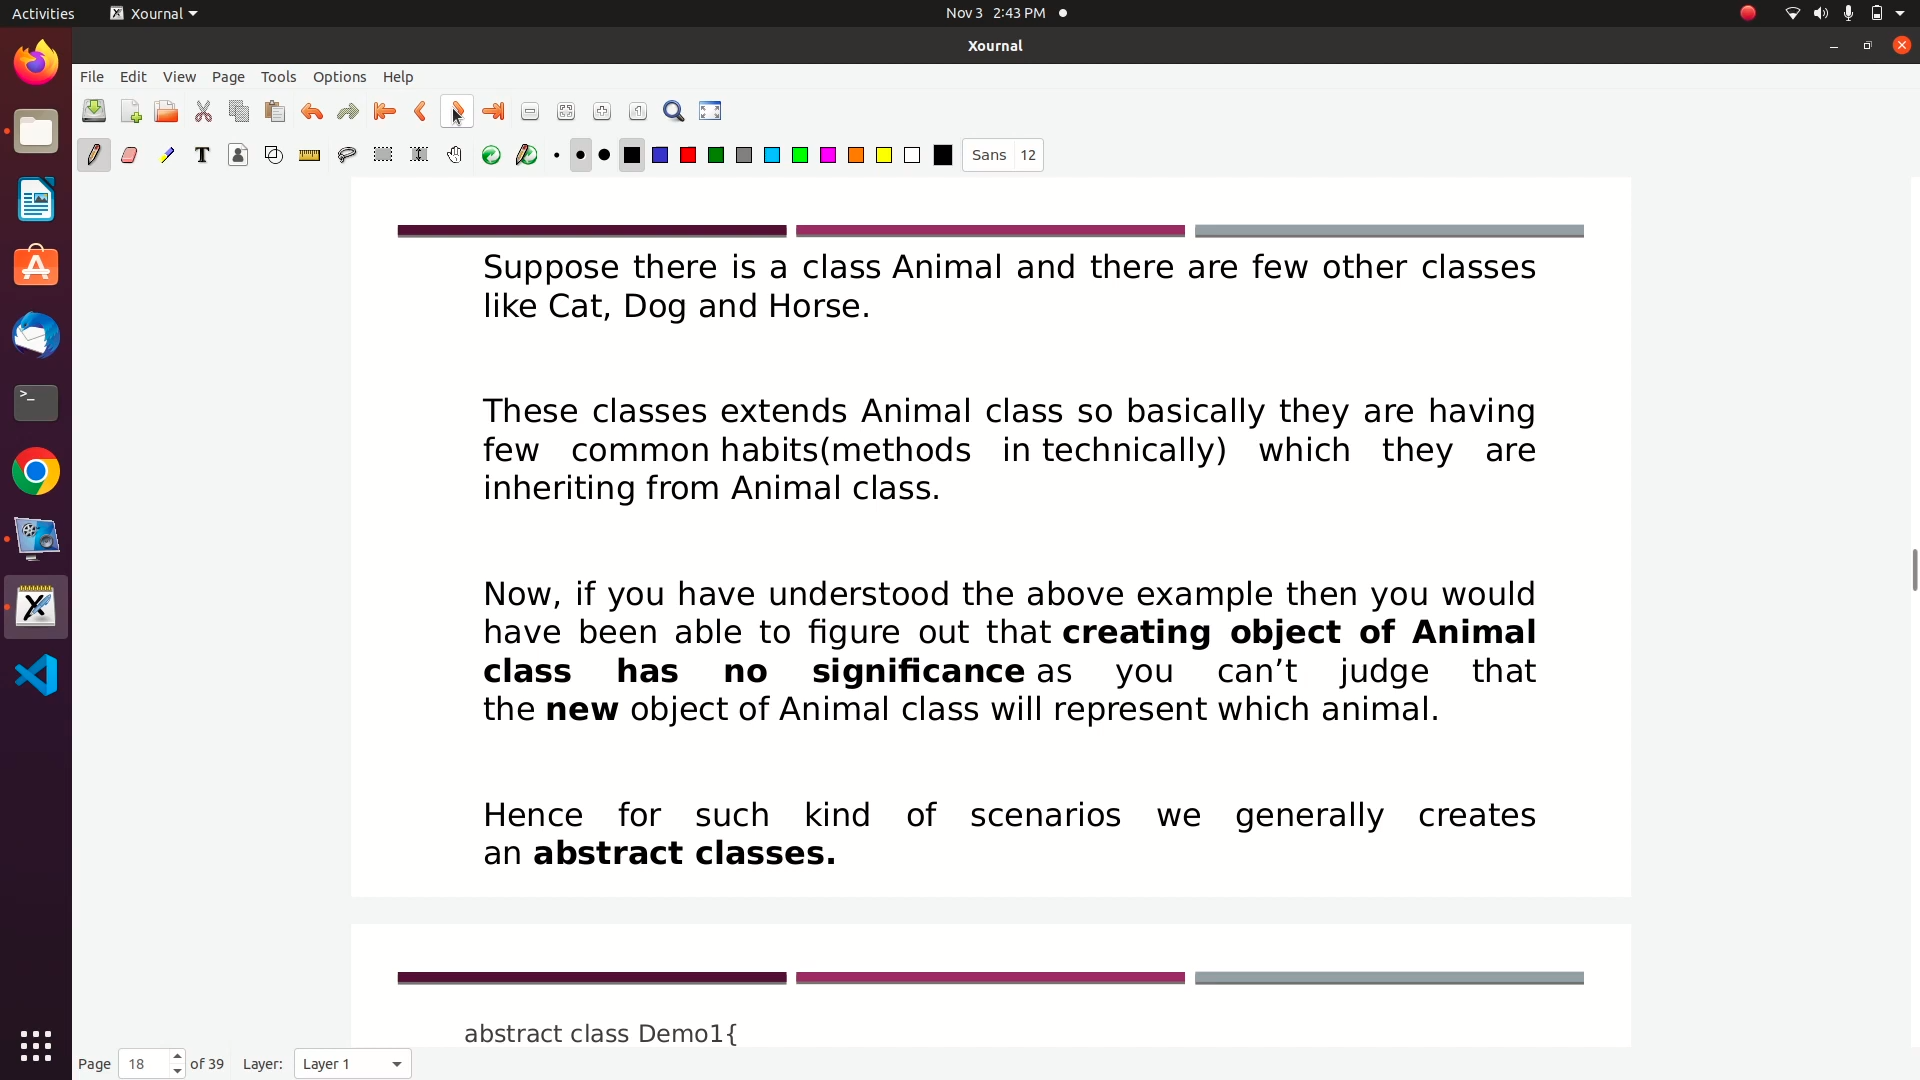 Activities Xournal Nov 3 2:43 PM
Xournal
File Edit View Page Tools Options Help
Sans 12
Suppose there is a class Animal and there are few other classes
like Cat, Dog and Horse.
These classes extends Animal class so basically they are having
few common habits(methods in technically) which they are
inheriting from Animal class.
Now, if you have understood the above example then you would
have been able to figure out that creating object of Animal
class has no significance as you can’t judge that
the new object of Animal class will represent which animal.
Hence for such kind of scenarios we generally creates
an abstract classes.
abstract class Demo1{
Page 18 of 39 Layer: Layer 1